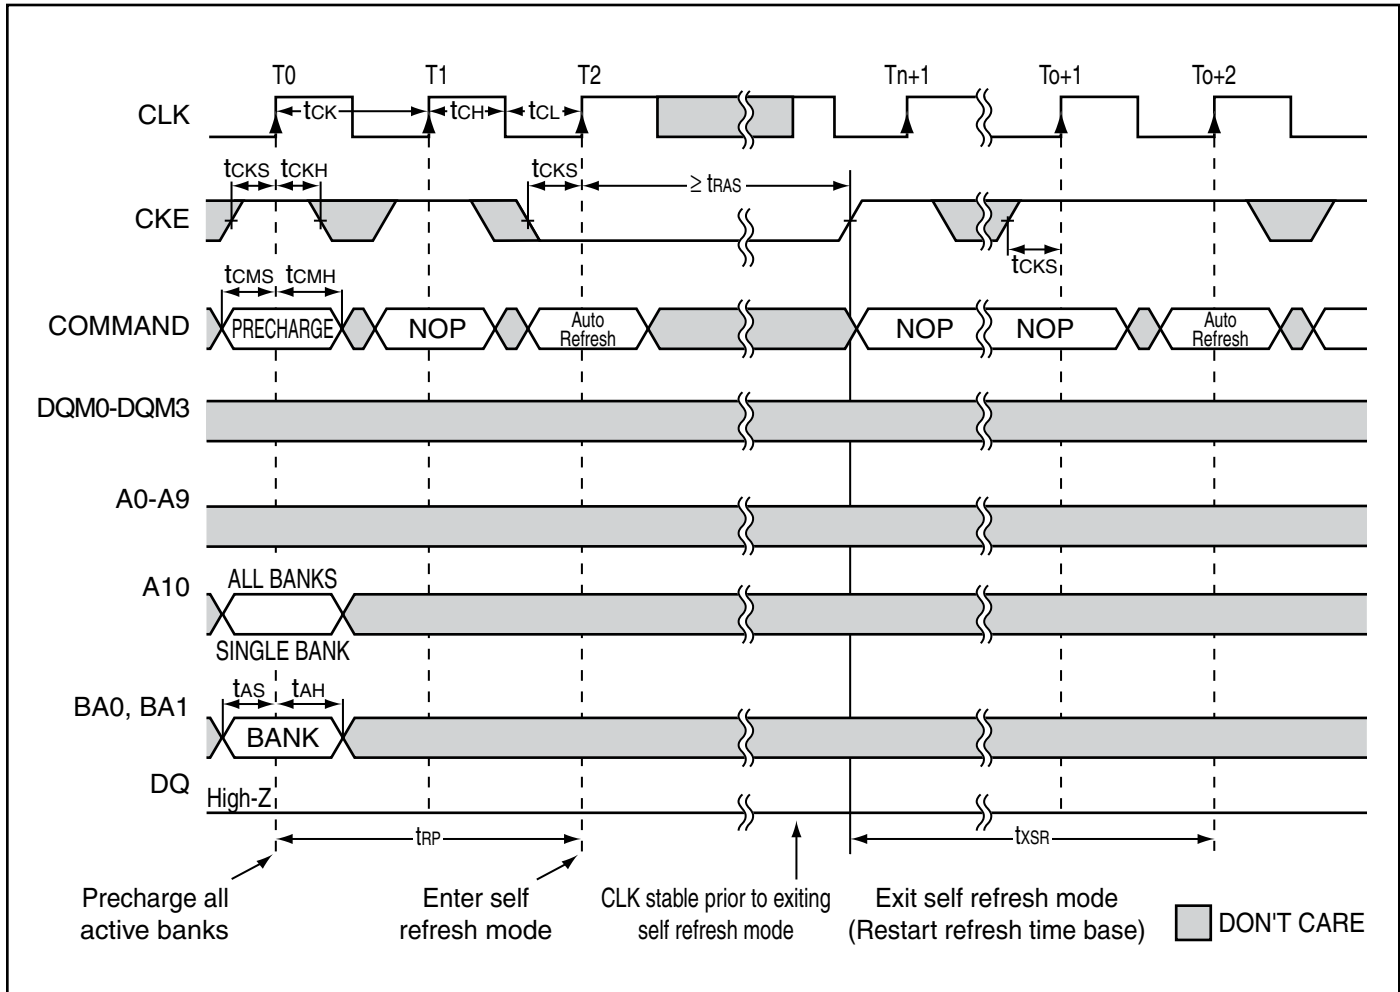 T0 T1 T2 Tn+1 To+1 To+2
CLK tCK tCH tCL
tCKS tCKH tCKS ≥ tRAS
CKE
tCKS
tCMS tCMH
COMMAND PRECHARGE NOP Auto Refresh NOP NOP Auto Refresh
DQM0-DQM3
A0-A9
A10 ALL BANKS
SINGLE BANK
tAS tAH
BA0, BA1 BANK
DQ High-Z
tRP tXSR
Precharge all
active banks
Enter self
refresh mode
CLK stable prior to exiting
self refresh mode
Exit self refresh mode
(Restart refresh time base)
DON'T CARE